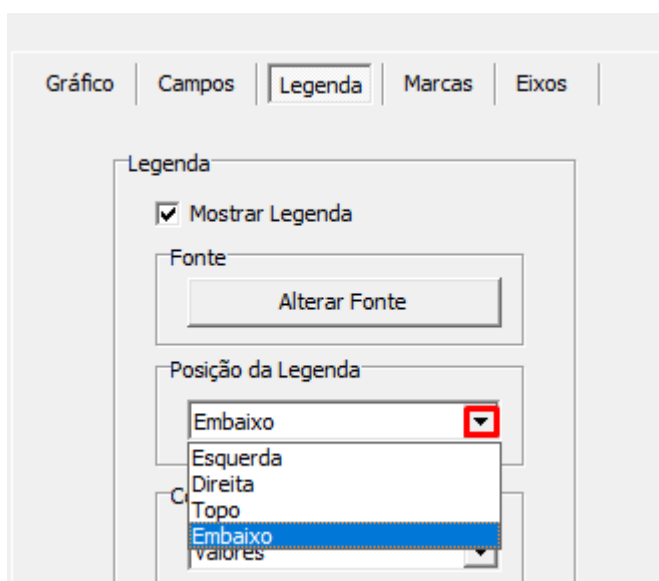 Gráfico Campos Legenda Marcas Eixos
Legenda
Mostrar Legenda
Fonte
Alterar Fonte
Posição da Legenda
Embaixo
Esquerda
Direita
Topo
Embaixo
Valores